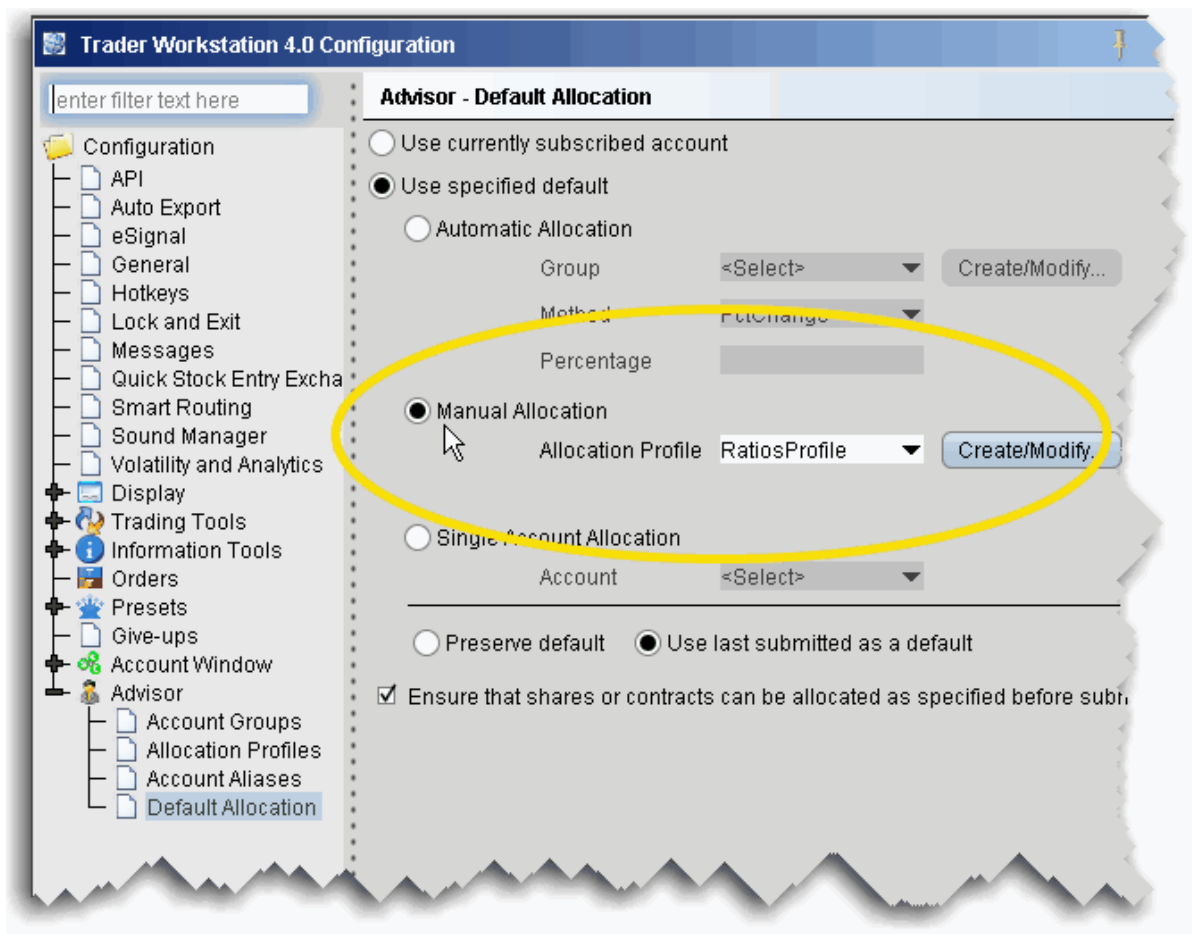 Trader Workstation 4.0 Configuration
enter filter text here
Configuration
API
Auto Export
eSignal
General
Hotkeys
Lock and Exit
Messages
Quick Stock Entry Excha
Smart Routing
Sound Manager
Volatility and Analytics
Display
Trading Tools
Information Tools
Orders
Presets
Give-ups
Account Window
Advisor
Account Groups
Allocation Profiles
Account Aliases
Default Allocation
Advisor - Default Allocation
Use currently subscribed account
Use specified default
Automatic Allocation
Group <Select> Create/Modify...
Method PctChange
Percentage
Manual Allocation
Allocation Profile RatiosProfile Create/Modify...
Single Account Allocation
Account <Select>
Preserve default Use last submitted as a default
Ensure that shares or contracts can be allocated as specified before